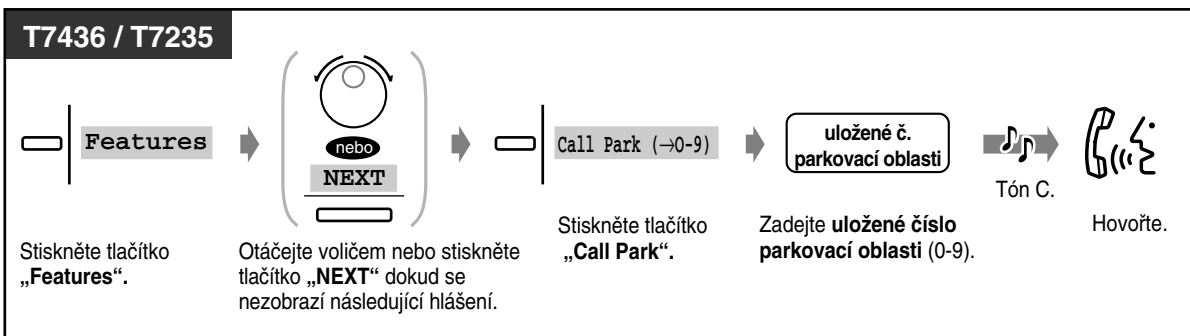 T7436 / T7235
Features
nebo
NEXT
Call Park (→0-9)
uložené č.
parkovací oblasti
Tón C.
Stiskněte tlačítko
„Features“.
Otáčejte voličem nebo stiskněte
tlačítko „NEXT“ dokud se
nezobrazí následující hlášení.
Stiskněte tlačítko
„Call Park“.
Zadejte uložené číslo
parkovací oblasti (0-9).
Hovořte.